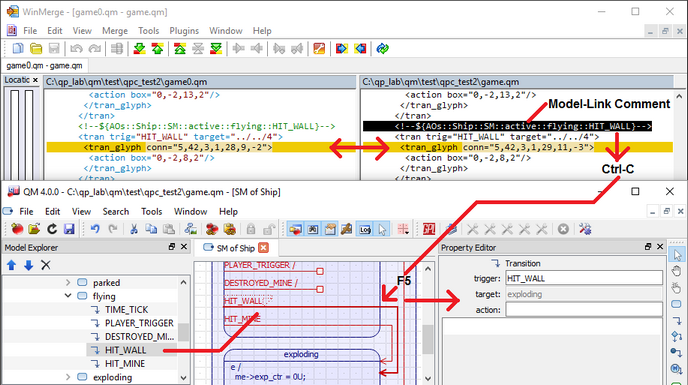 WinMerge - [game0.qm - game.qm]
File Edit View Merge Tools Plugins Window Help
game0.qm - game.qm
Locatic
C:\qp_lab\qm\test\qpc_test2\game0.qm
C:\qp_lab\qm\test\qpc_test2\game.qm
<action box="0,-2,13,2"/>
</tran_glyph>
</tran>
<!--${AOs::Ship::SM::active::flying::HIT_WALL}-->
<tran trig="HIT_WALL" target="../../4">
<tran_glyph conn="5,42,3,1,28,9,-2">
<action box="0,-2,8,2"/>
</tran_glyph>
<action box="0,-2,13,2"/>
</tran_glyph>
</tran>
<!--${AOs::Ship::SM::active::flying::HIT_WALL}-->
<tran trig="HIT_WALL" target="../../4">
<tran_glyph conn="5,42,3,1,29,11,-3">
<action box="0,-2,8,2"/>
</tran_glyph>
Model-Link Comment
Ctrl-C
QM 4.0.0 - C:\qp_lab\qm\test\qpc_test2\game.qm - [SM of Ship]
File Edit View Search Tools Window Help
Model Explorer
parked
flying
TIME_TICK
PLAYER_TRIGGER
DESTROYED_MI...
HIT_WALL
HIT_MINE
exploding
SM of Ship
PLAYER_TRIGGER /
DESTROYED_MINE /
HIT_WALL
HIT_MINE
exploding
e /
me->exp_ctr = 0U;
F5
Property Editor
Transition
trigger: HIT_WALL
target: exploding
action: